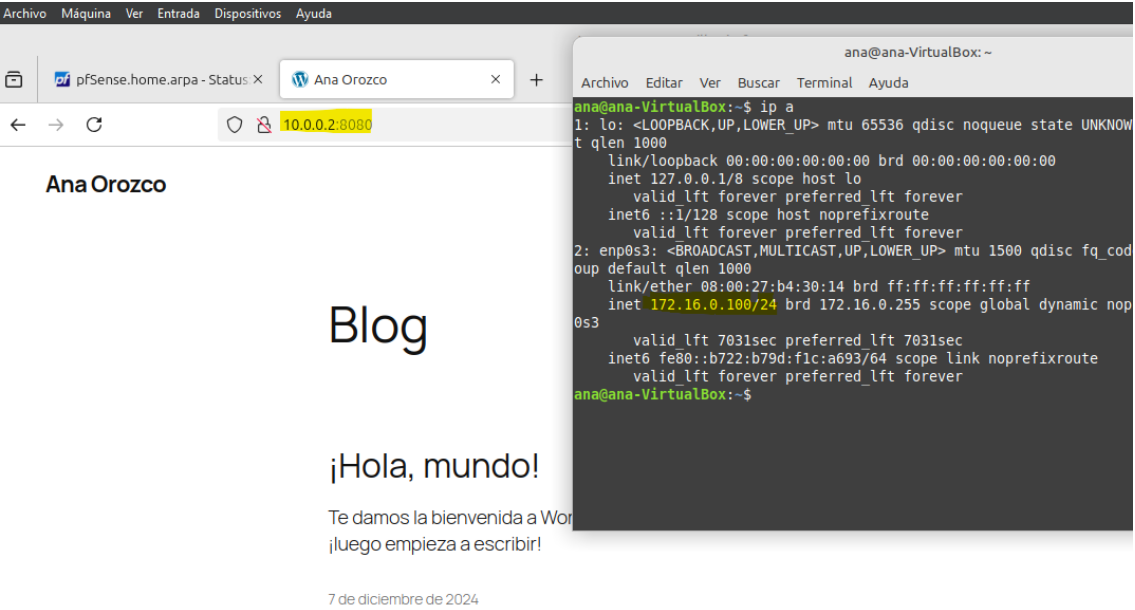 Archivo Máquina Ver Entrada Dispositivos Ayuda
pfSense.home.arpa - Status:
Ana Orozco
10.0.0.2:8080
Ana Orozco
Blog
¡Hola, mundo!
Te damos la bienvenida a Wor
¡luego empieza a escribir!
7 de diciembre de 2024
ana@ana-VirtualBox: ~
Archivo Editar Ver Buscar Terminal Ayuda
ana@ana-VirtualBox:~$ ip a
1: lo: <LOOPBACK,UP,LOWER_UP> mtu 65536 qdisc noqueue state UNKNOW
t qlen 1000
link/loopback 00:00:00:00:00:00 brd 00:00:00:00:00:00
inet 127.0.0.1/8 scope host lo
valid_lft forever preferred_lft forever
inet6 ::1/128 scope host noprefixroute
valid_lft forever preferred_lft forever
2: enp0s3: <BROADCAST,MULTICAST,UP,LOWER_UP> mtu 1500 qdisc fq_cod
oup default qlen 1000
link/ether 08:00:27:b4:30:14 brd ff:ff:ff:ff:ff:ff
inet 172.16.0.100/24 brd 172.16.0.255 scope global dynamic nop
0s3
valid_lft 7031sec preferred_lft 7031sec
inet6 fe80::b722:b79d:f1c:a693/64 scope link noprefixroute
valid_lft forever preferred_lft forever
ana@ana-VirtualBox:~$